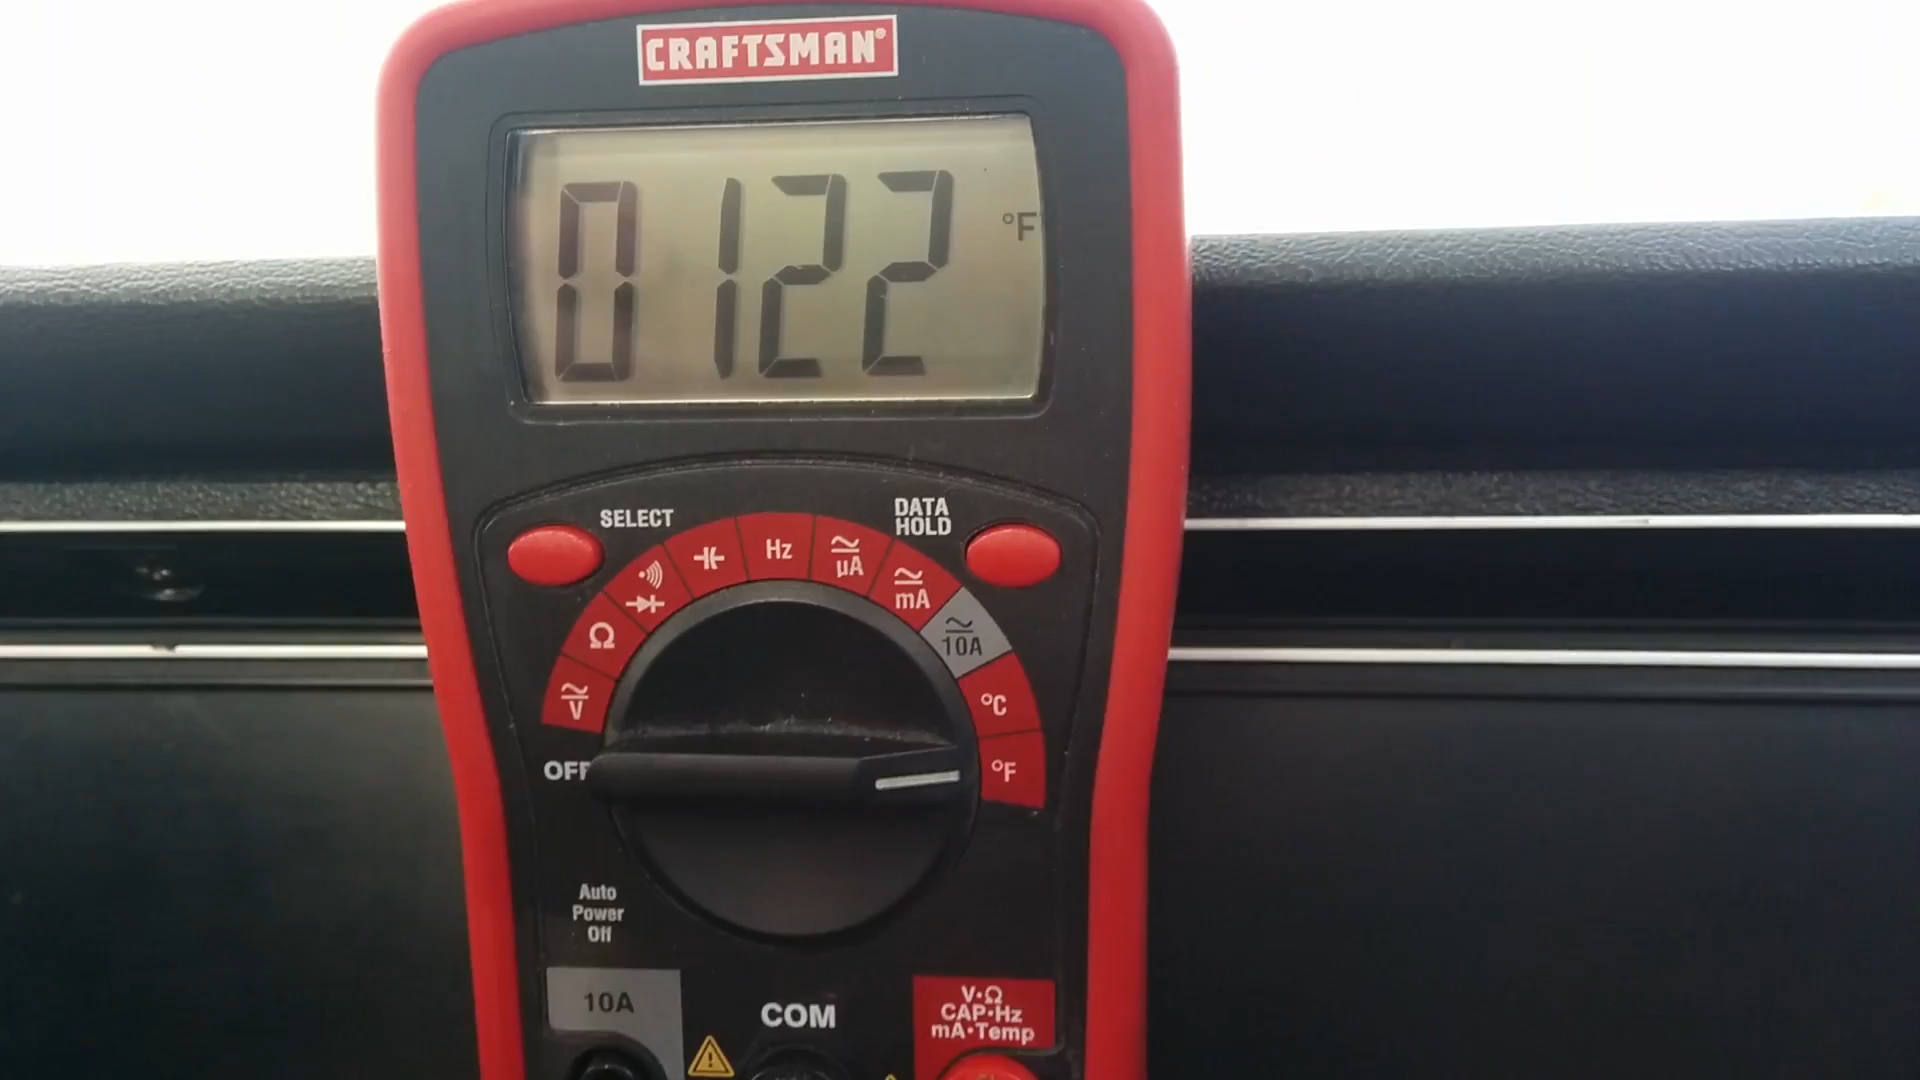 CRAFTSMAN®
0122 °F
SELECT
DATA
HOLD
Hz
µA
mA
10A
Ω
V
°C
°F
OFF
Auto
Power
Off
10A
COM
V·Ω
CAP·Hz
mA·Temp